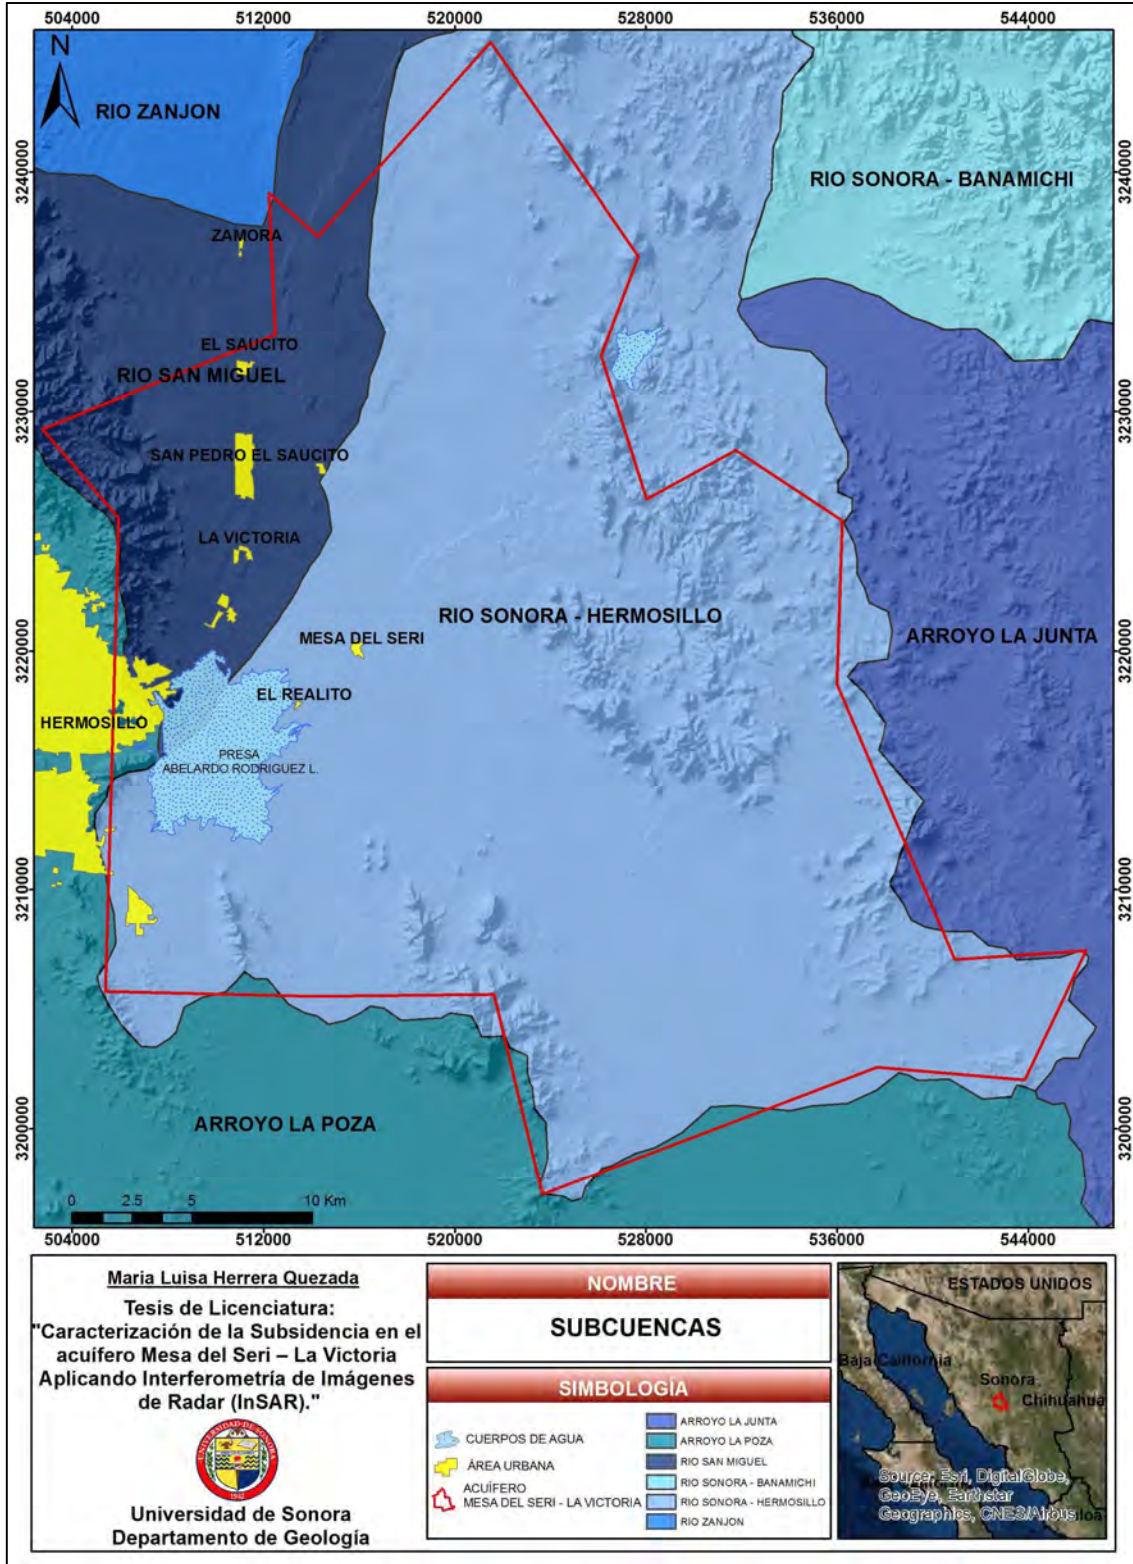 504000 512000 520000 528000 536000 544000
N
RIO ZANJON
RIO SONORA - BANAMICHI
3240000 3240000
ZAMORA
EL SAUCITO
RIO SAN MIGUEL
3230000 3230000
SAN PEDRO EL SAUCITO
LA VICTORIA
RIO SONORA - HERMOSILLO
ARROYO LA JUNTA
MESA DEL SERI
3220000 3220000
EL REALITO
HERMOSILLO
PRESA
ABELARDO RODRIGUEZ L.
3210000 3210000
ARROYO LA POZA
3200000 3200000
0 2.5 5 10 Km
504000 512000 520000 528000 536000 544000
Maria Luisa Herrera Quezada
Tesis de Licenciatura:
"Caracterización de la Subsidencia en el
acuífero Mesa del Seri – La Victoria
Aplicando Interferometría de Imágenes
de Radar (InSAR)."
UNIVERSIDAD DE SONORA
1942
Universidad de Sonora
Departamento de Geología
NOMBRE
SUBCUENCAS
SIMBOLOGÍA
CUERPOS DE AGUA
ÁREA URBANA
ACUÍFERO
MESA DEL SERI - LA VICTORIA
ARROYO LA JUNTA
ARROYO LA POZA
RIO SAN MIGUEL
RIO SONORA - BANAMICHI
RIO SONORA - HERMOSILLO
RIO ZANJON
ESTADOS UNIDOS
Baja California
Sonora
Chihuahua
Source: Esri, DigitalGlobe,
GeoEye, Earthstar
Geographics, CNES/Airbus